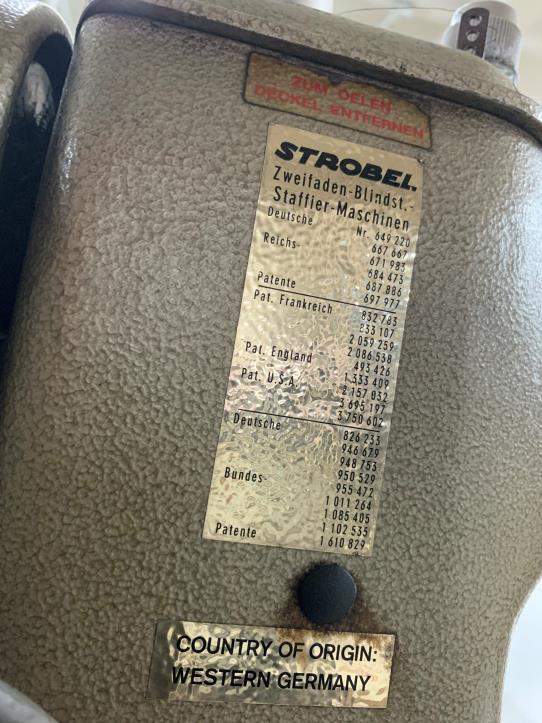 ZUM OELEN
DECKEL ENTFERNEN
STROBEL
Zweifaden-Blindst.-
Staffier-Maschinen
Deutsche Nr. 649 220
667 667
Reichs- 671 983
684 473
687 886
Patente 697 977
Pat. Frankreich 832 783
833 107
2 059 259
2 086 538
Pat. England 493 426
1 333 409
Pat. U.S.A. 2 157 032
3 695 197
3 750 602
Deutsche 826 233
946 679
948 753
950 529
Bundes- 955 472
1 011 264
1 085 405
1 102 535
Patente 1 610 829
COUNTRY OF ORIGIN:
WESTERN GERMANY